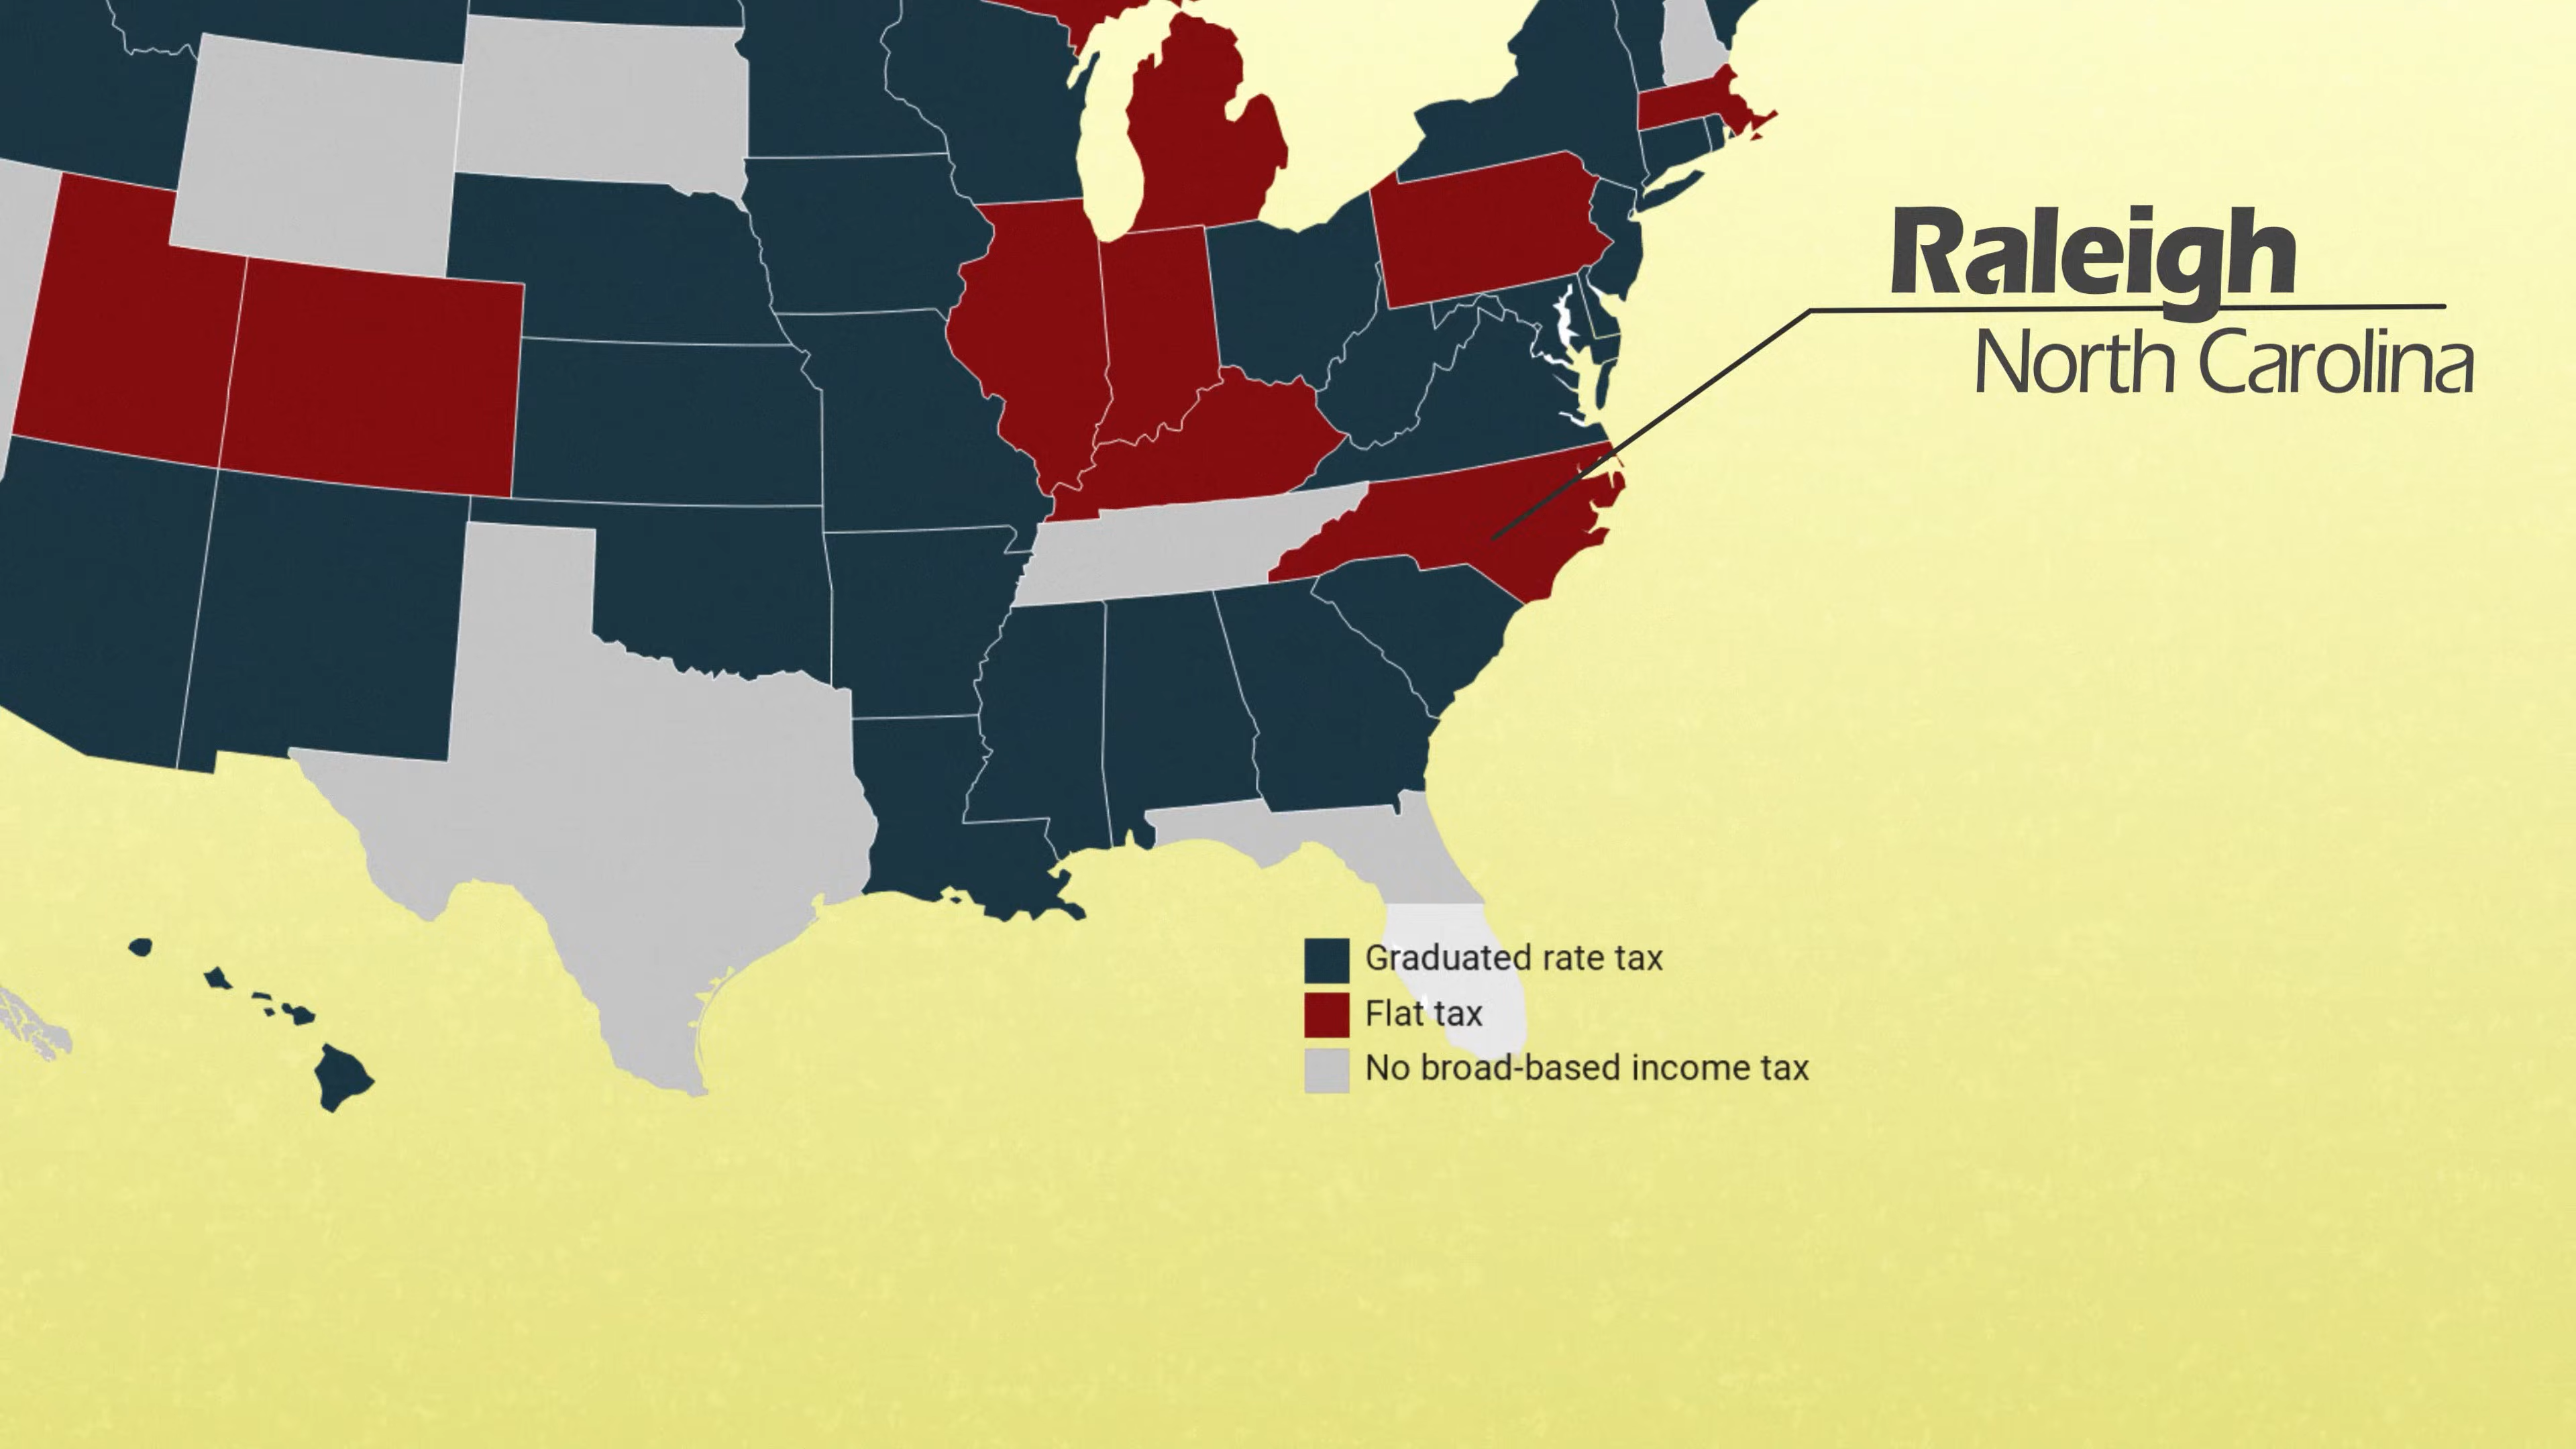 Raleigh
North Carolina
Graduated rate tax
Flat tax
No broad-based income tax